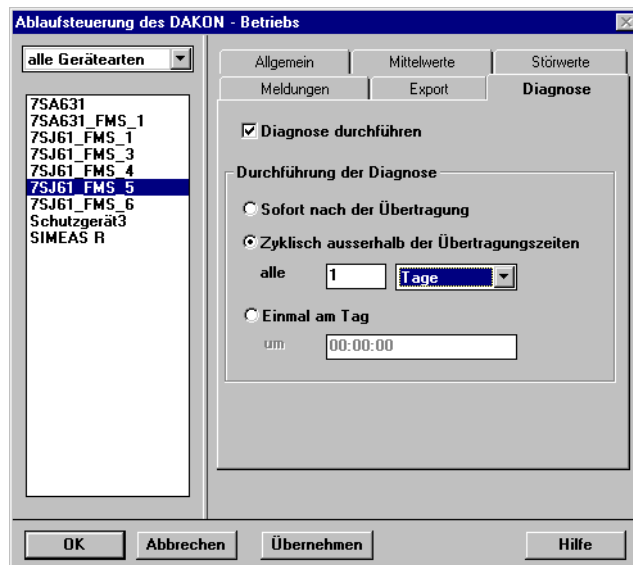 Ablaufsteuerung des DAKON - Betriebs
alle Gerätearten
7SA631
7SA631_FMS_1
7SJ61_FMS_1
7SJ61_FMS_3
7SJ61_FMS_4
7SJ61_FMS_5
7SJ61_FMS_6
Schutzgerät3
SIMEAS R
Allgemein Mittelwerte Störwerte
Meldungen Export Diagnose
Diagnose durchführen
Durchführung der Diagnose
Sofort nach der Übertragung
Zyklisch ausserhalb der Übertragungszeiten
alle 1 Tage
Einmal am Tag
um 00:00:00
OK Abbrechen Übernehmen Hilfe